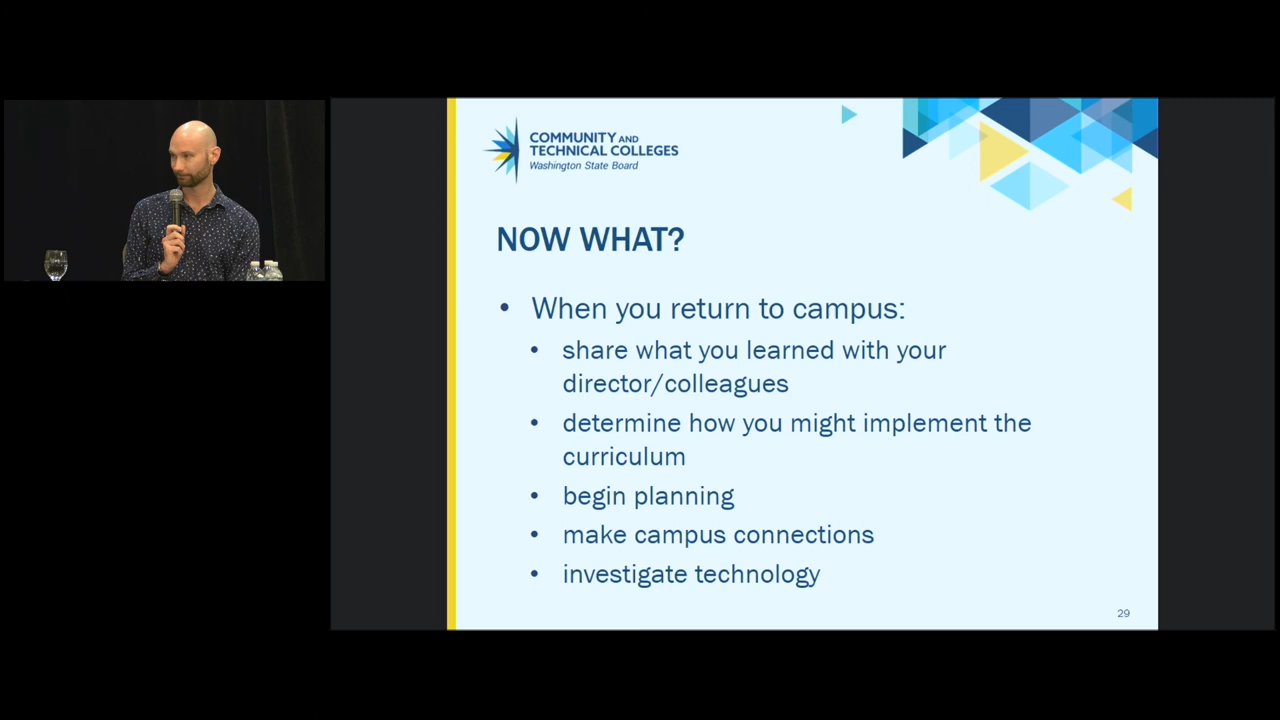 COMMUNITY AND
TECHNICAL COLLEGES
Washington State Board
NOW WHAT?
• When you return to campus:
• share what you learned with your
director/colleagues
• determine how you might implement the
curriculum
• begin planning
• make campus connections
• investigate technology
29